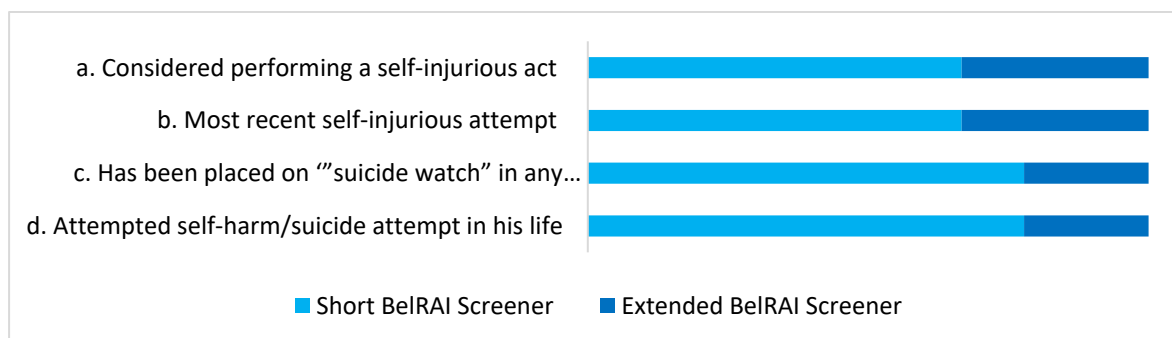 a. Considered performing a self-injurious act
b. Most recent self-injurious attempt
c. Has been placed on ‘”suicide watch” in any...
d. Attempted self-harm/suicide attempt in his life
Short BelRAI Screener Extended BelRAI Screener